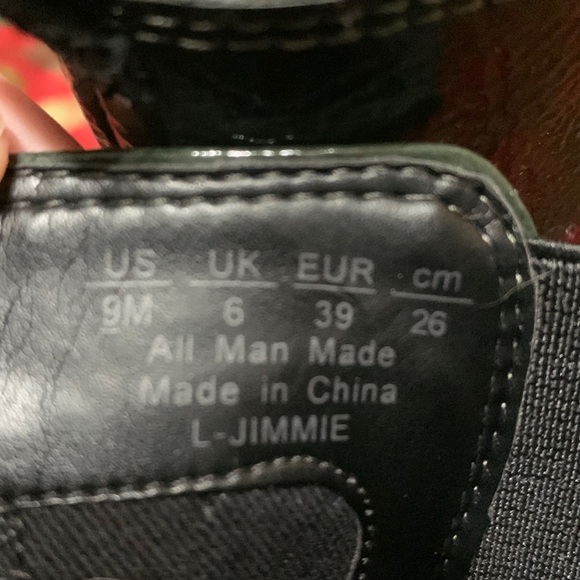 US UK EUR cm
9M 6 39 26
All Man Made
Made in China
L-JIMMIE